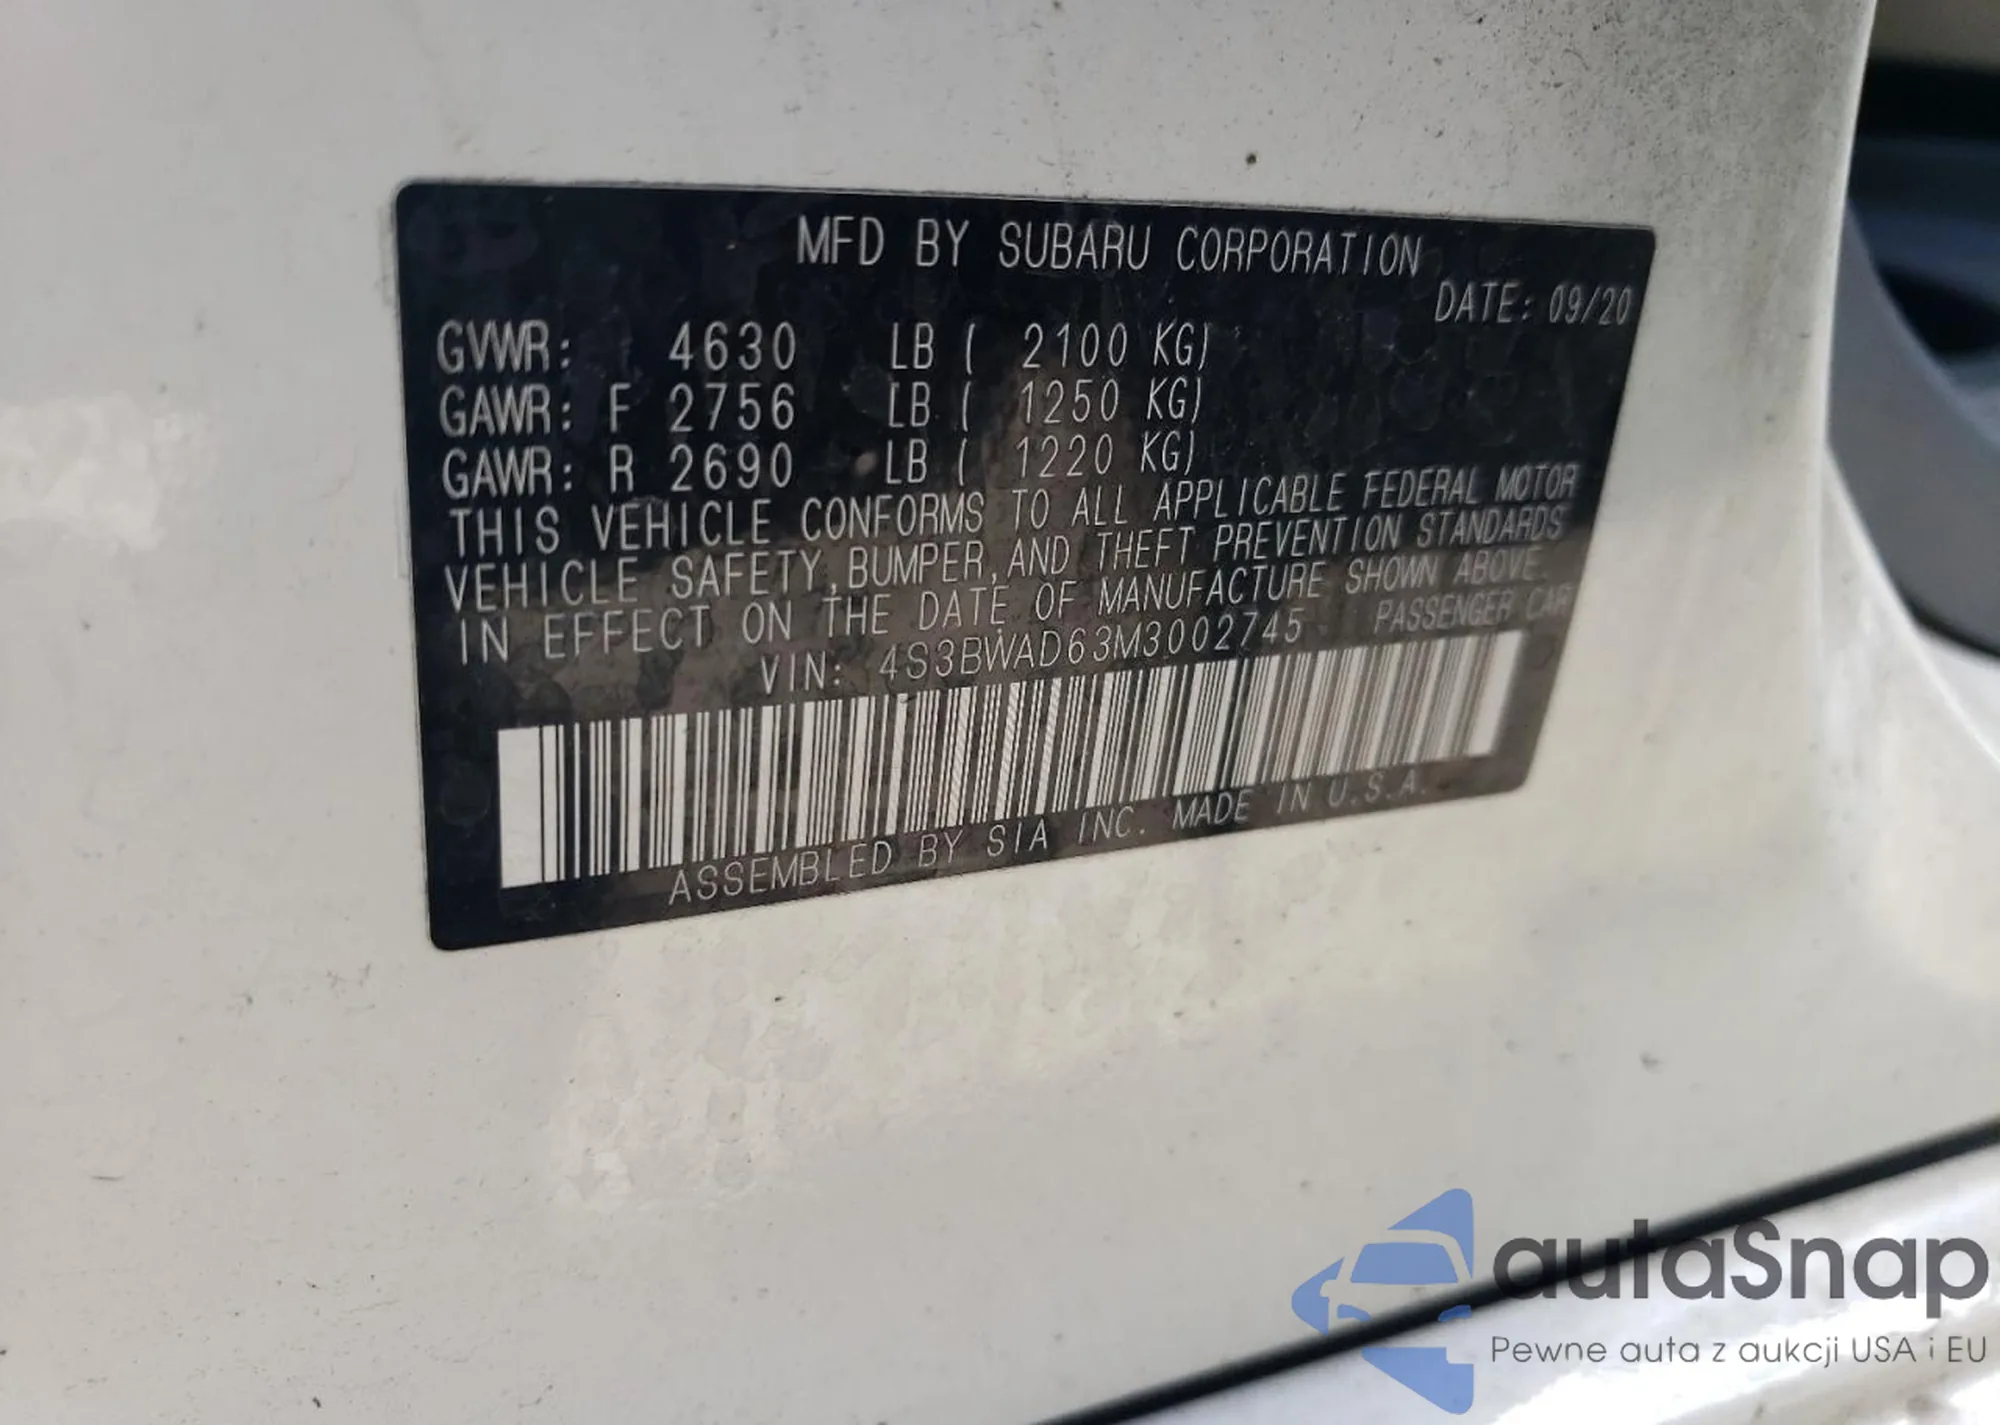 MFD BY SUBARU CORPORATION
DATE: 09/20
GVWR: 4630 LB ( 2100 KG)
GAWR: F 2756 LB ( 1250 KG)
GAWR: R 2690 LB ( 1220 KG)
THIS VEHICLE CONFORMS TO ALL APPLICABLE FEDERAL MOTOR
VEHICLE SAFETY, BUMPER, AND THEFT PREVENTION STANDARDS
IN EFFECT ON THE DATE OF MANUFACTURE SHOWN ABOVE.
VIN: 4S3BWAD63M3002745 PASSENGER CAR
ASSEMBLED BY SIA INC. MADE IN U.S.A.
autaSnap
Pewne auta z aukcji USA i EU